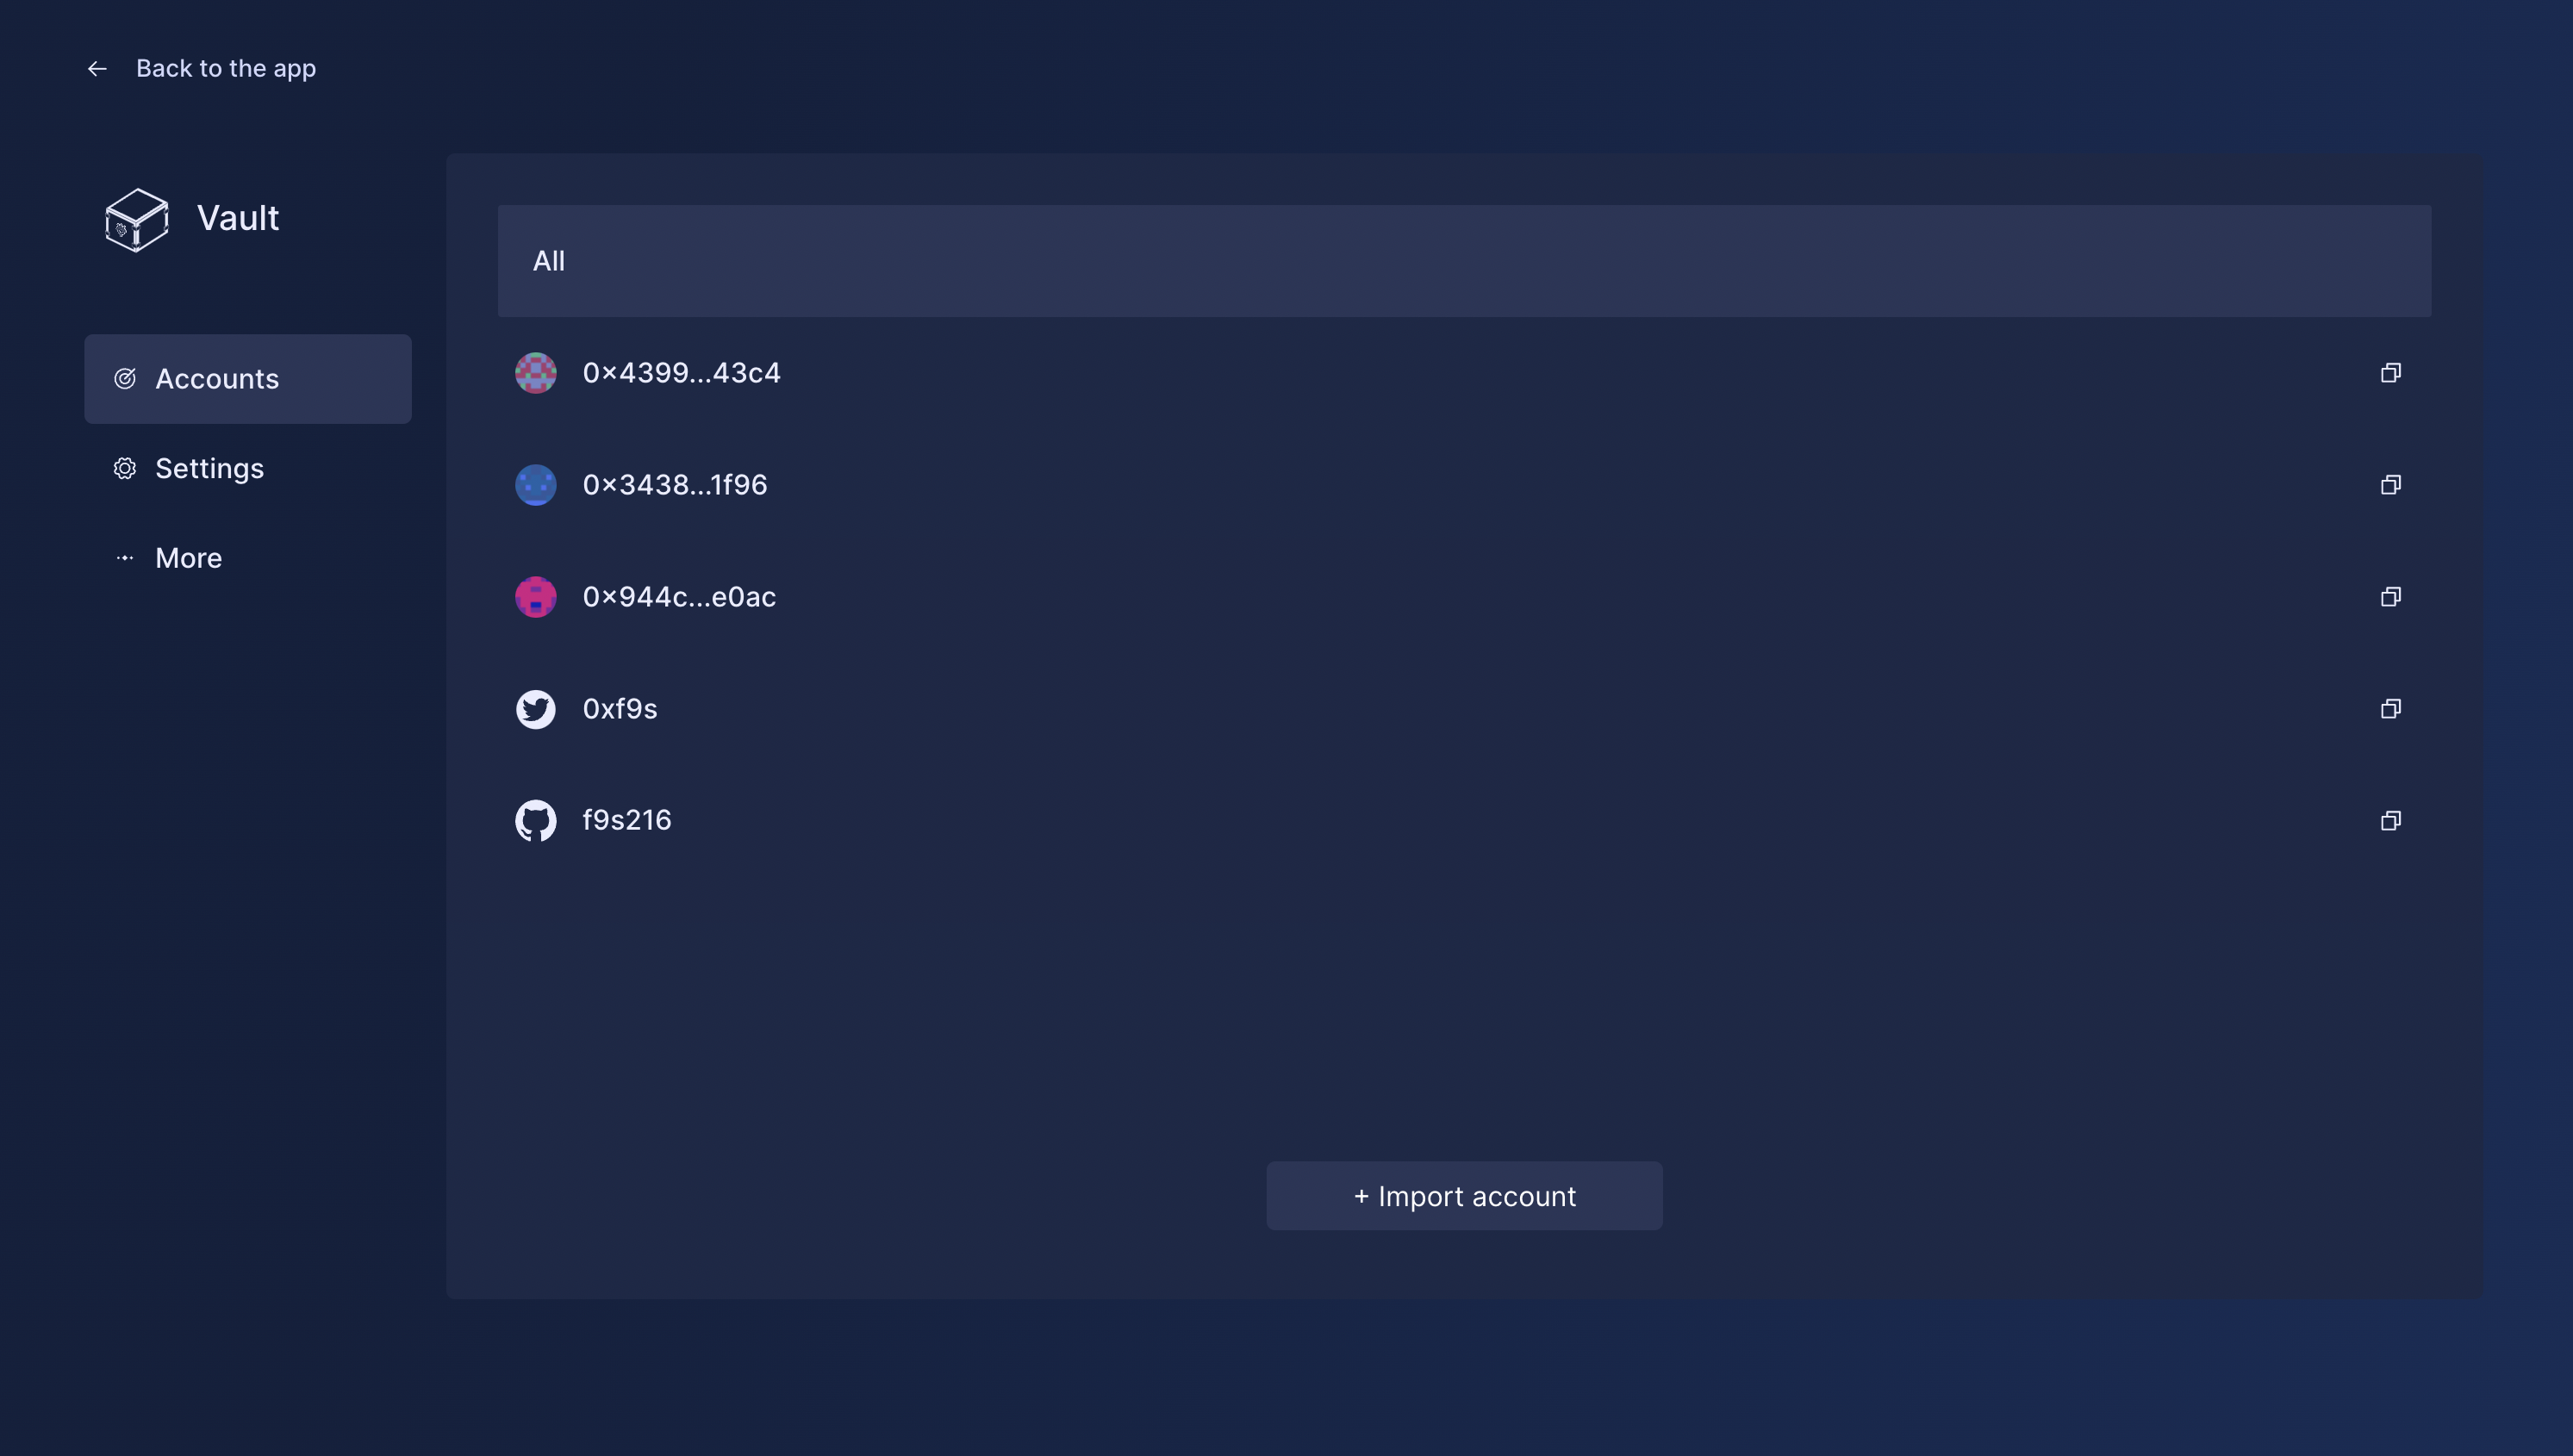 Back to the app
Vault
Accounts
Settings
More
All
0×4399...43c4
0×3438...1f96
0×944c...e0ac
0xf9s
f9s216
+ Import account